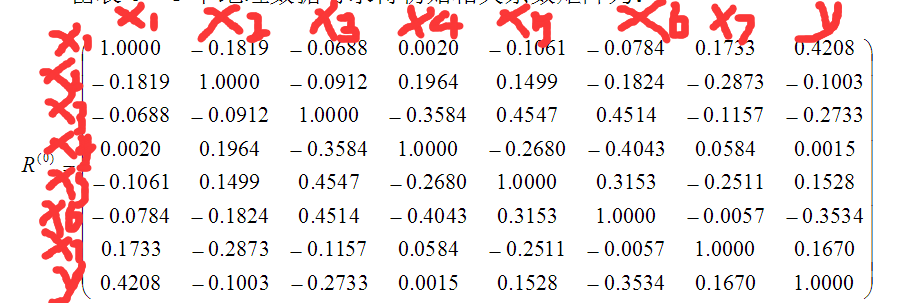 x₁ x₂ x₃ x4 x5 x6 x7 y
x₁ 1.0000 – 0.1819 – 0.0688 0.0020 – 0.1061 – 0.0784 0.1733 0.4208
– 0.1819 1.0000 – 0.0912 0.1964 0.1499 – 0.1824 – 0.2873 – 0.1003
– 0.0688 – 0.0912 1.0000 – 0.3584 0.4547 0.4514 – 0.1157 – 0.2733
R⁽⁰⁾ = 0.0020 0.1964 – 0.3584 1.0000 – 0.2680 – 0.4043 0.0584 0.0015
– 0.1061 0.1499 0.4547 – 0.2680 1.0000 0.3153 – 0.2511 0.1528
x6 – 0.0784 – 0.1824 0.4514 – 0.4043 0.3153 1.0000 – 0.0057 – 0.3534
0.1733 – 0.2873 – 0.1157 0.0584 – 0.2511 – 0.0057 1.0000 0.1670
y 0.4208 – 0.1003 – 0.2733 0.0015 0.1528 – 0.3534 0.1670 1.0000